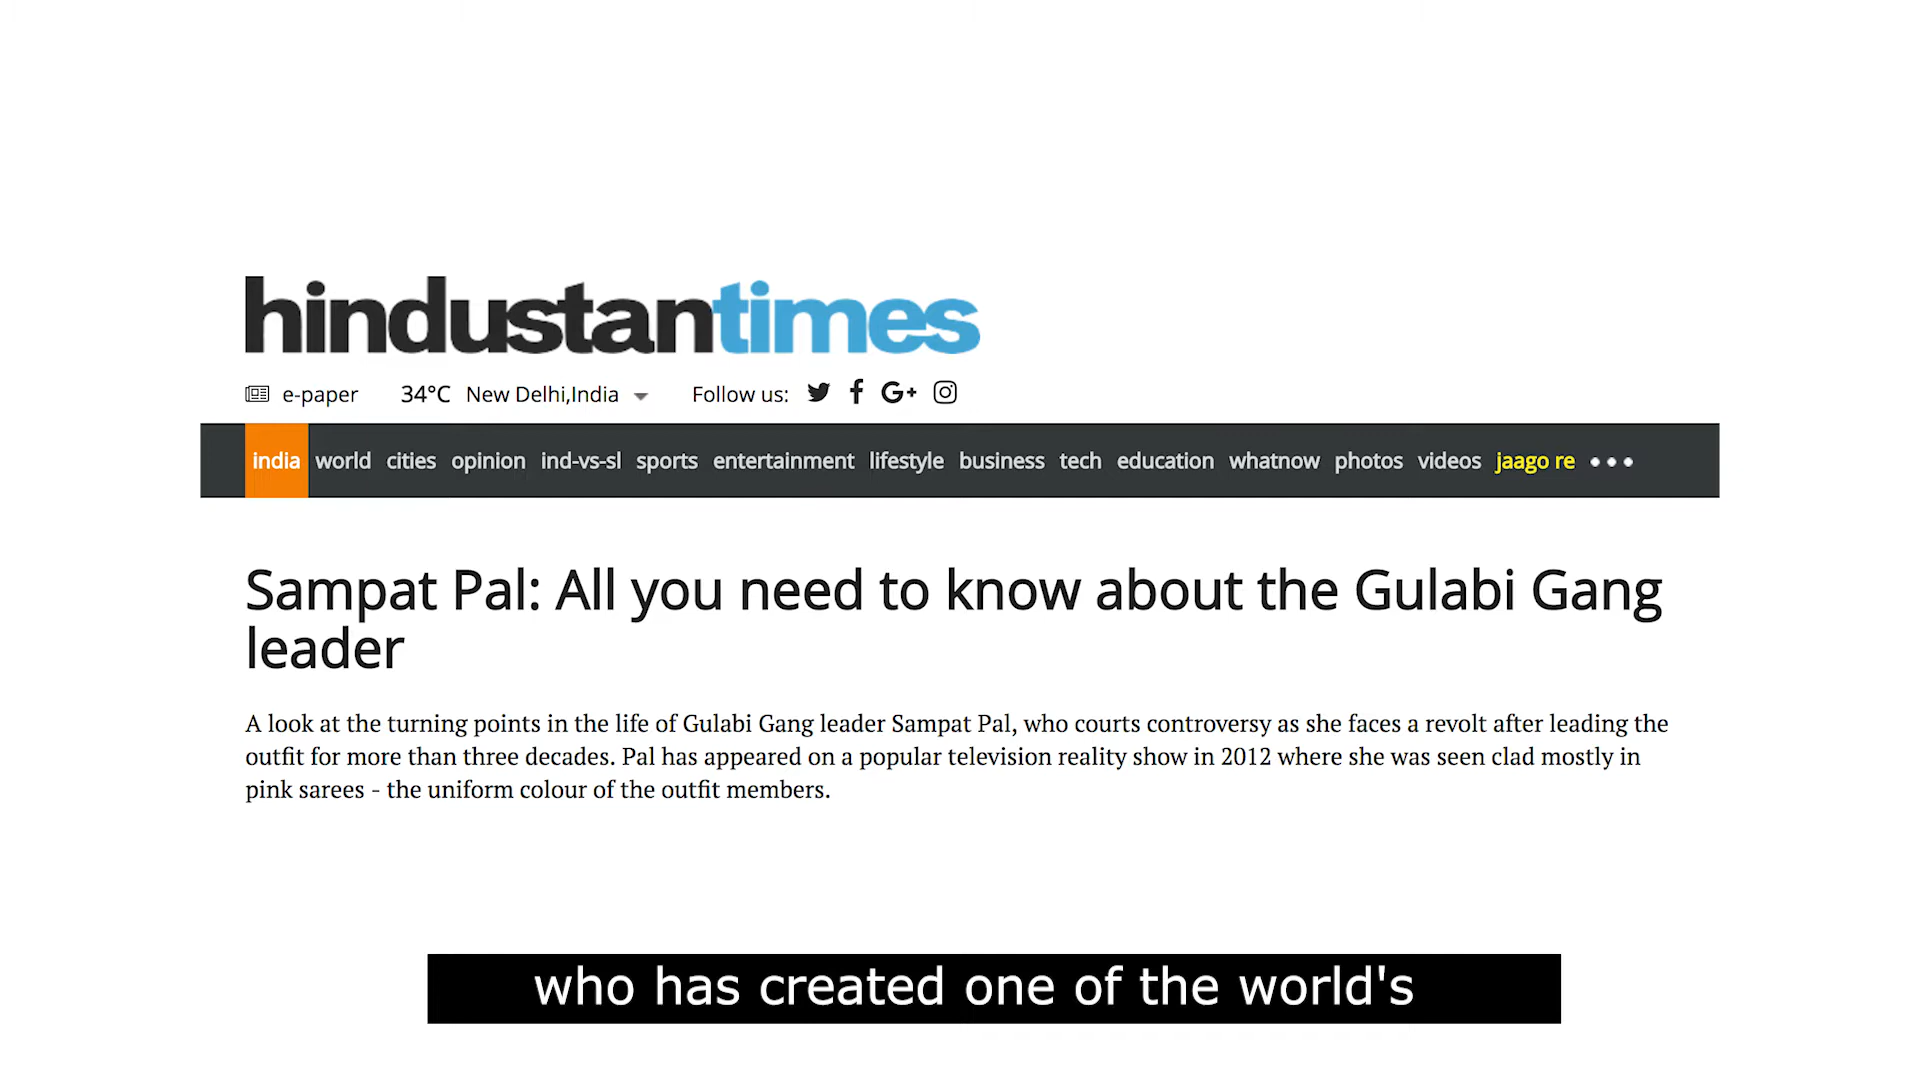 hindustantimes
e-paper 34°C New Delhi,India Follow us: G+
india world cities opinion ind-vs-sl sports entertainment lifestyle business tech education whatnow photos videos jaago re
Sampat Pal: All you need to know about the Gulabi Gang
leader
A look at the turning points in the life of Gulabi Gang leader Sampat Pal, who courts controversy as she faces a revolt after leading the
outfit for more than three decades. Pal has appeared on a popular television reality show in 2012 where she was seen clad mostly in
pink sarees - the uniform colour of the outfit members.
who has created one of the world's